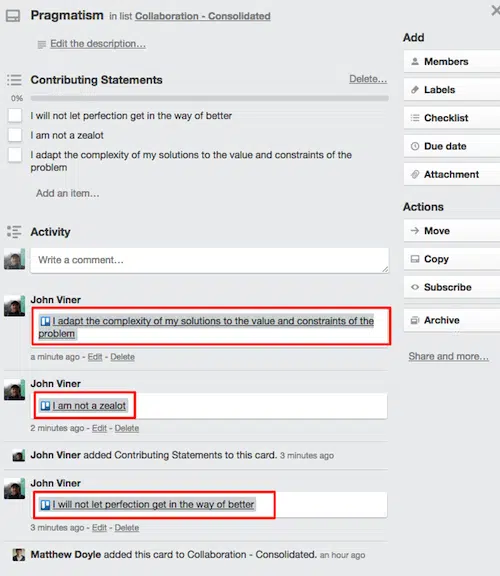 Pragmatism in list Collaboration - Consolidated
Edit the description…
Contributing Statements Delete…
0%
I will not let perfection get in the way of better
I am not a zealot
I adapt the complexity of my solutions to the value and constraints of the
problem
Add an item…
Activity
Write a comment…
John Viner
I adapt the complexity of my solutions to the value and constraints of the
problem
a minute ago - Edit - Delete
John Viner
I am not a zealot
2 minutes ago - Edit - Delete
John Viner added Contributing Statements to this card. 3 minutes ago
John Viner
I will not let perfection get in the way of better
3 minutes ago - Edit - Delete
Matthew Doyle added this card to Collaboration - Consolidated. an hour ago
Add
Members
Labels
Checklist
Due date
Attachment
Actions
Move
Copy
Subscribe
Archive
Share and more…